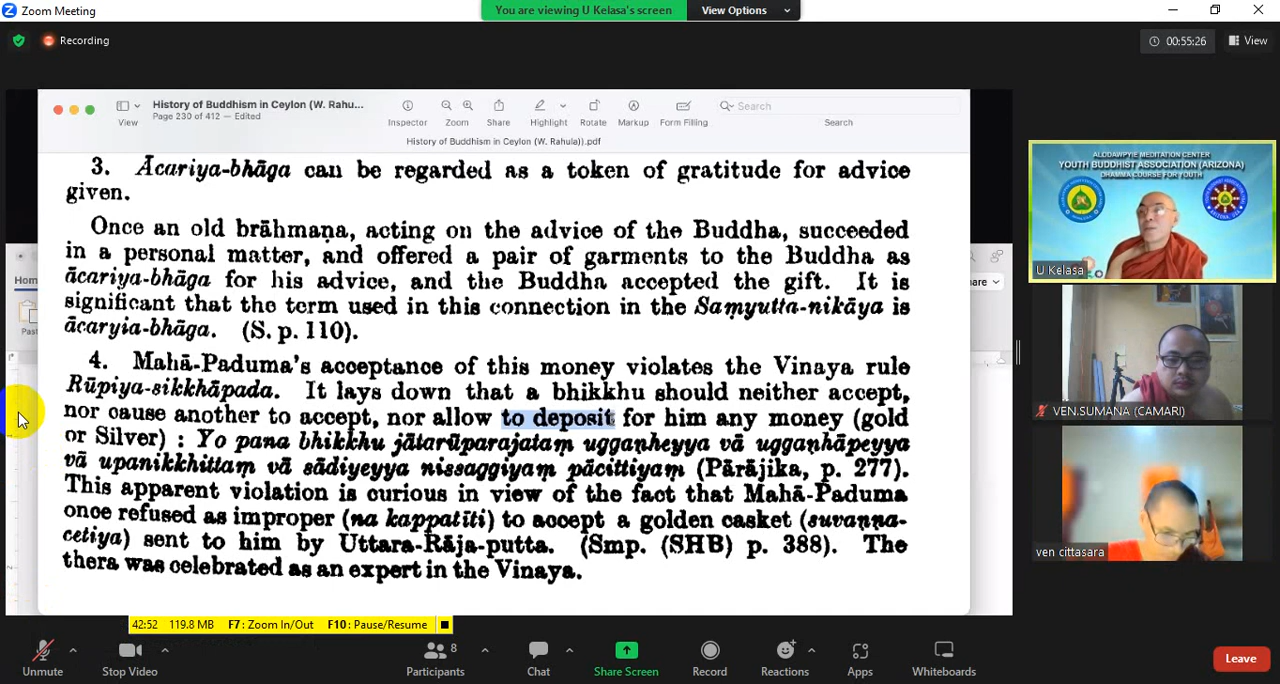 Zoom Meeting
You are viewing U Kelasa's screen
View Options
Recording
00:55:26
View
History of Buddhism in Ceylon (W. Rahu...
Page 230 of 412 — Edited
View
Inspector
Zoom
Share
Highlight
Rotate
Markup
Form Filling
Search
Search
History of Buddhism in Ceylon (W. Rahula)).pdf
3. Ācariya-bhāga can be regarded as a token of gratitude for advice
given.
Once an old brāhmaṇa, acting on the advice of the Buddha, succeeded
in a personal matter, and offered a pair of garments to the Buddha as
ācariya-bhāga for his advice, and the Buddha accepted the gift. It is
significant that the term used in this connection in the Saṃyutta-nikāya is
ācaryia-bhāga. (S. p. 110).
4. Mahā-Paduma's acceptance of this money violates the Vinaya rule
Rūpiya-sikkhāpada. It lays down that a bhikkhu should neither accept,
nor cause another to accept, nor allow to deposit for him any money (gold
or Silver) : Yo pana bhikkhu jātarūparajataṃ uggaṇheyya vā uggaṇhāpeyya
vā upanikkhittaṃ vā sādiyeyya nissaggiyaṃ pācittiyaṃ (Pārājika, p. 277).
This apparent violation is curious in view of the fact that Mahā-Paduma
once refused as improper (na kappatīti) to accept a golden casket (suvaṇṇa-
cetiya) sent to him by Uttara-Rāja-putta. (Smp. (SHB) p. 388). The
thera was celebrated as an expert in the Vinaya.
Home
Past
hare
ALODAWPYIE MEDITATION CENTER
YOUTH BUDDHIST ASSOCIATION (ARIZONA)
DHAMMA COURSE FOR YOUTH
U Kelasa
VEN.SUMANA (CAMARI)
ven cittasara
42:52 119.8 MB F7: Zoom In/Out F10: Pause/Resume
Unmute
Stop Video
Participants
8
Chat
Share Screen
Record
Reactions
Apps
Whiteboards
Leave